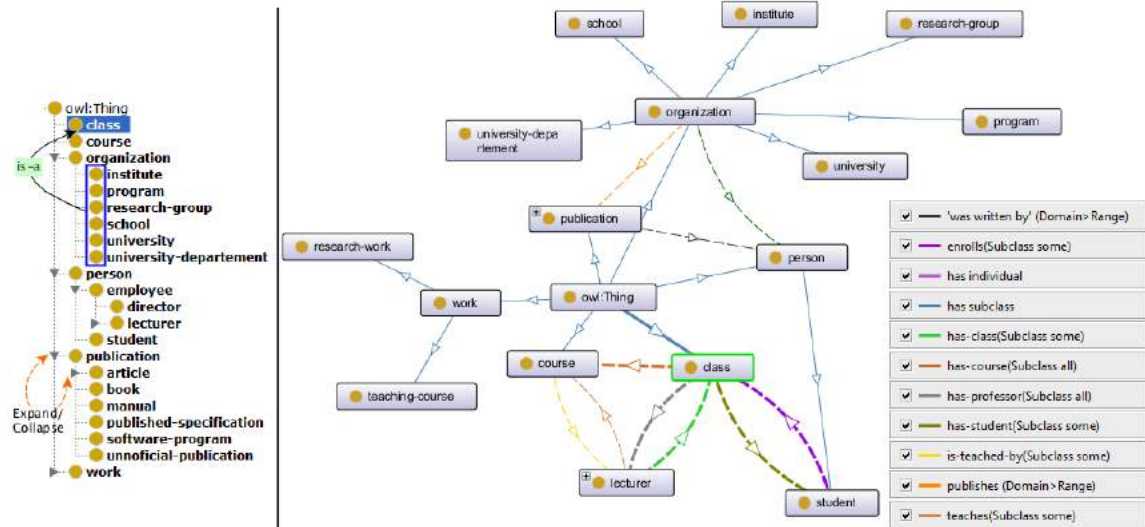 owl:Thing
class
course
is-a
organization
institute
program
research-group
school
university
university-departement
person
employee
director
lecturer
student
publication
article
book
Expand/
Collapse
manual
published-specification
software-program
unnoficial-publication
work
school
institute
research-group
organization
program
university-depa
rtement
university
publication
person
research-work
work
owl:Thing
course
class
teaching-course
lecturer
student
'was written by' (Domain>Range)
enrolls(Subclass some)
has individual
has subclass
has-class(Subclass some)
has-course(Subclass all)
has-professor(Subclass all)
has-student(Subclass some)
is-teached-by(Subclass some)
publishes (Domain>Range)
teaches(Subclass some)